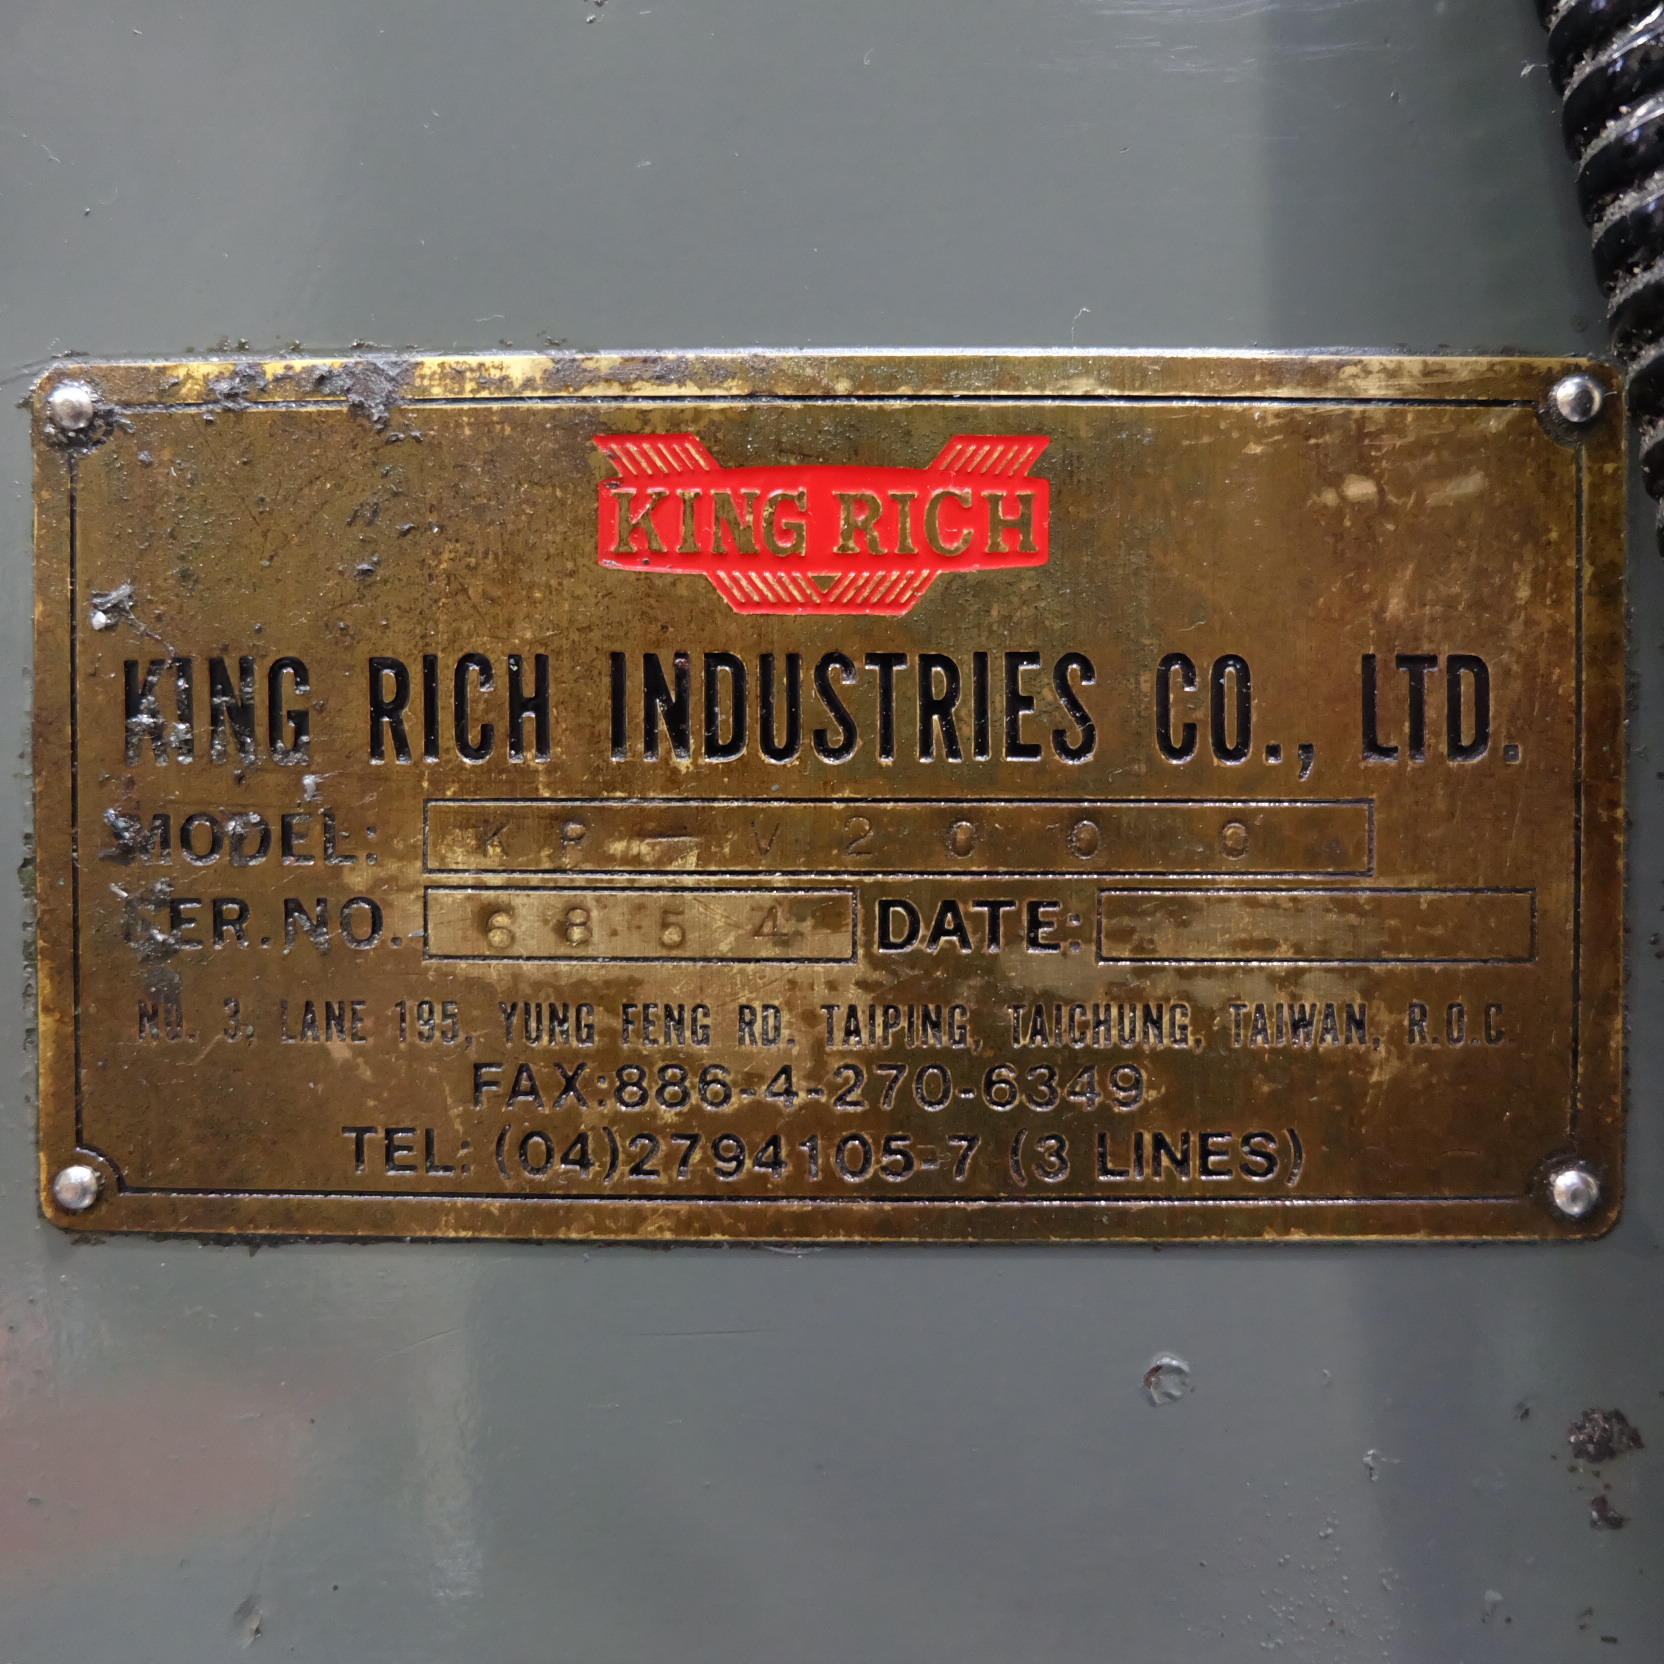 KING RICH
KING RICH INDUSTRIES CO., LTD.
MODEL: KR-V2000
SER.NO. 6854 DATE:
NO. 3, LANE 195, YUNG FENG RD. TAIPING, TAICHUNG, TAIWAN, R.O.C
FAX:886-4-270-6349
TEL: (04)2794105-7 (3 LINES)